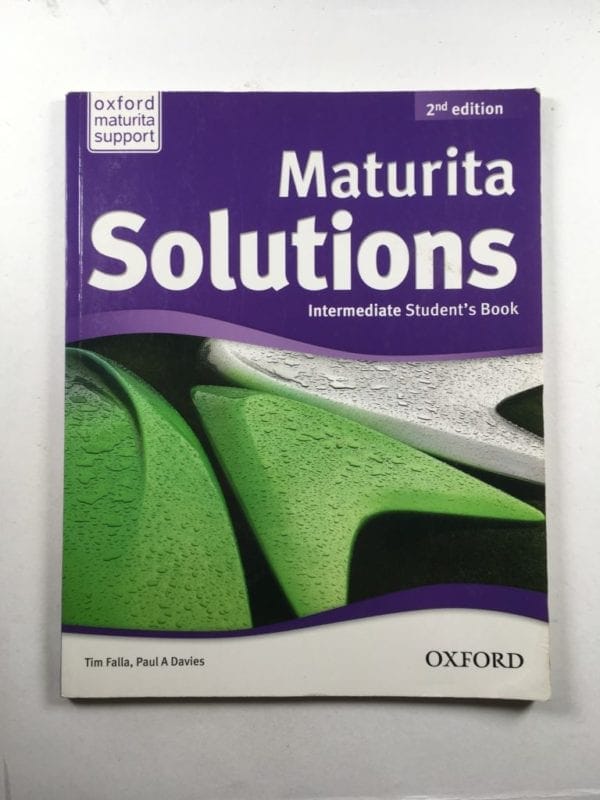 oxford
maturita
support
2nd edition
Maturita
Solutions
Intermediate Student's Book
Tim Falla, Paul A Davies
OXFORD